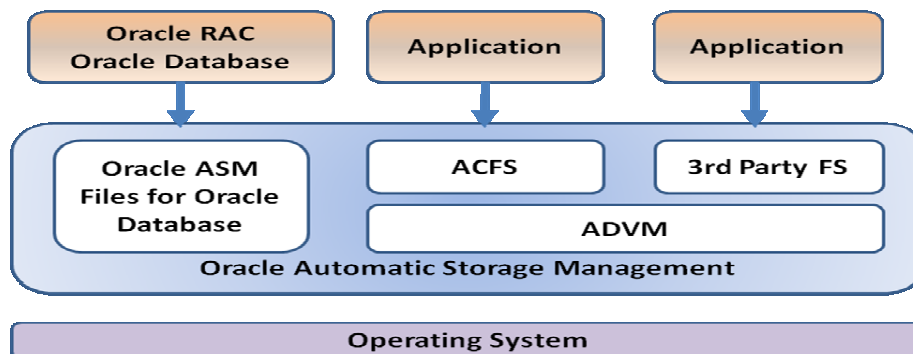 Oracle RAC
Oracle Database
Application
Application
Oracle ASM
Files for Oracle
Database
ACFS
3rd Party FS
ADVM
Oracle Automatic Storage Management
Operating System